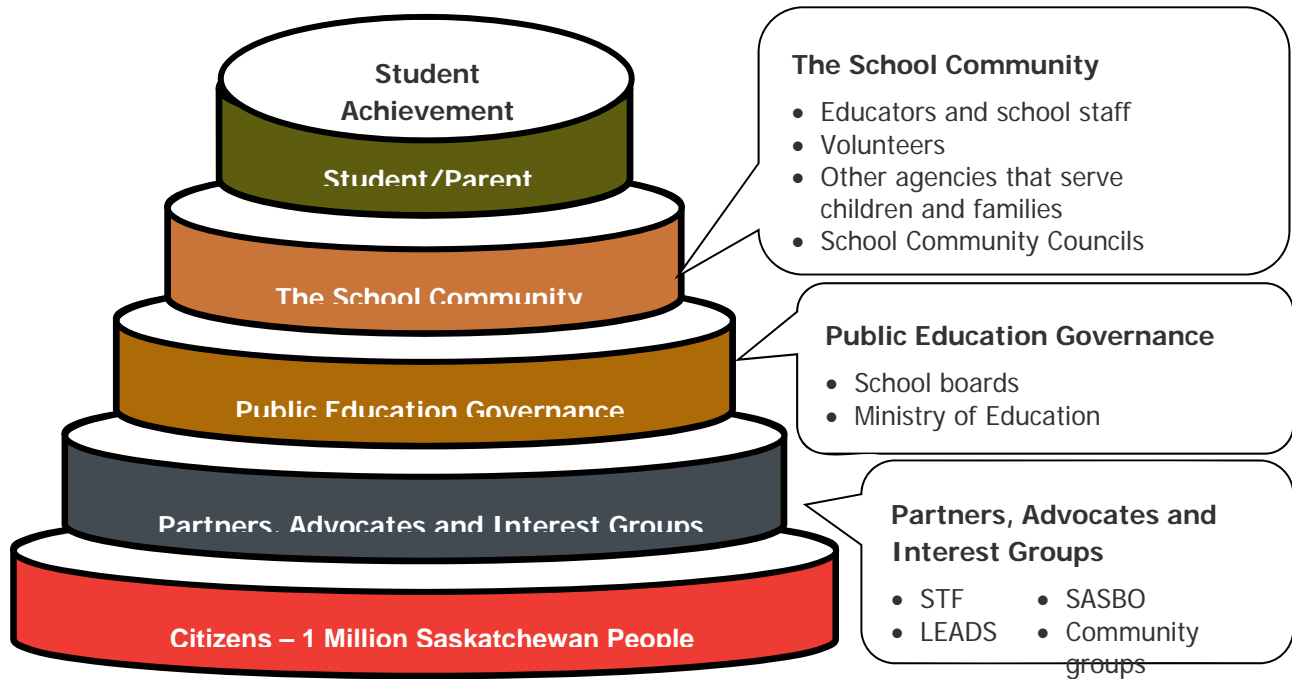 Student
Achievement
Student/Parent
The School Community
Public Education Governance
Partners, Advocates and Interest Groups
Citizens – 1 Million Saskatchewan People
The School Community
• Educators and school staff
• Volunteers
• Other agencies that serve
children and families
• School Community Councils
Public Education Governance
• School boards
• Ministry of Education
Partners, Advocates and
Interest Groups
• STF
• LEADS
• SASBO
• Community
groups